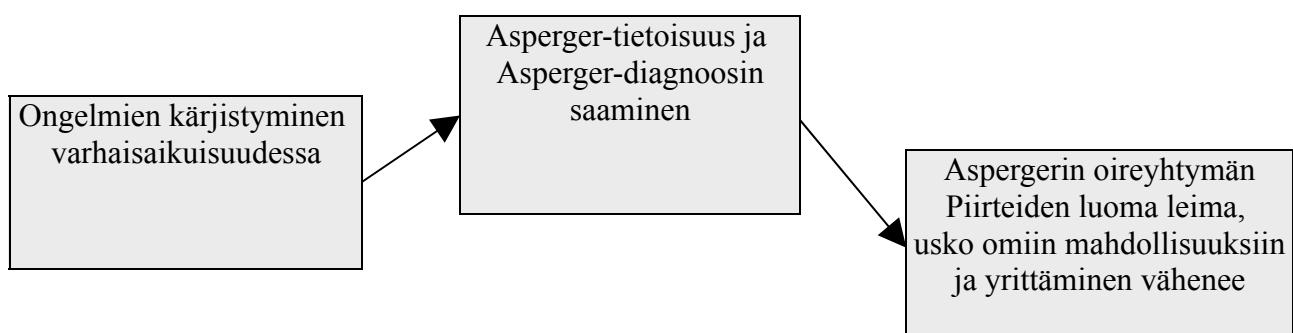 Ongelmien kärjistyminen
varhaisaikuisuudessa
Asperger-tietoisuus ja
Asperger-diagnoosin
saaminen
Aspergerin oireyhtymän
Piirteiden luoma leima,
usko omiin mahdollisuuksiin
ja yrittäminen vähenee